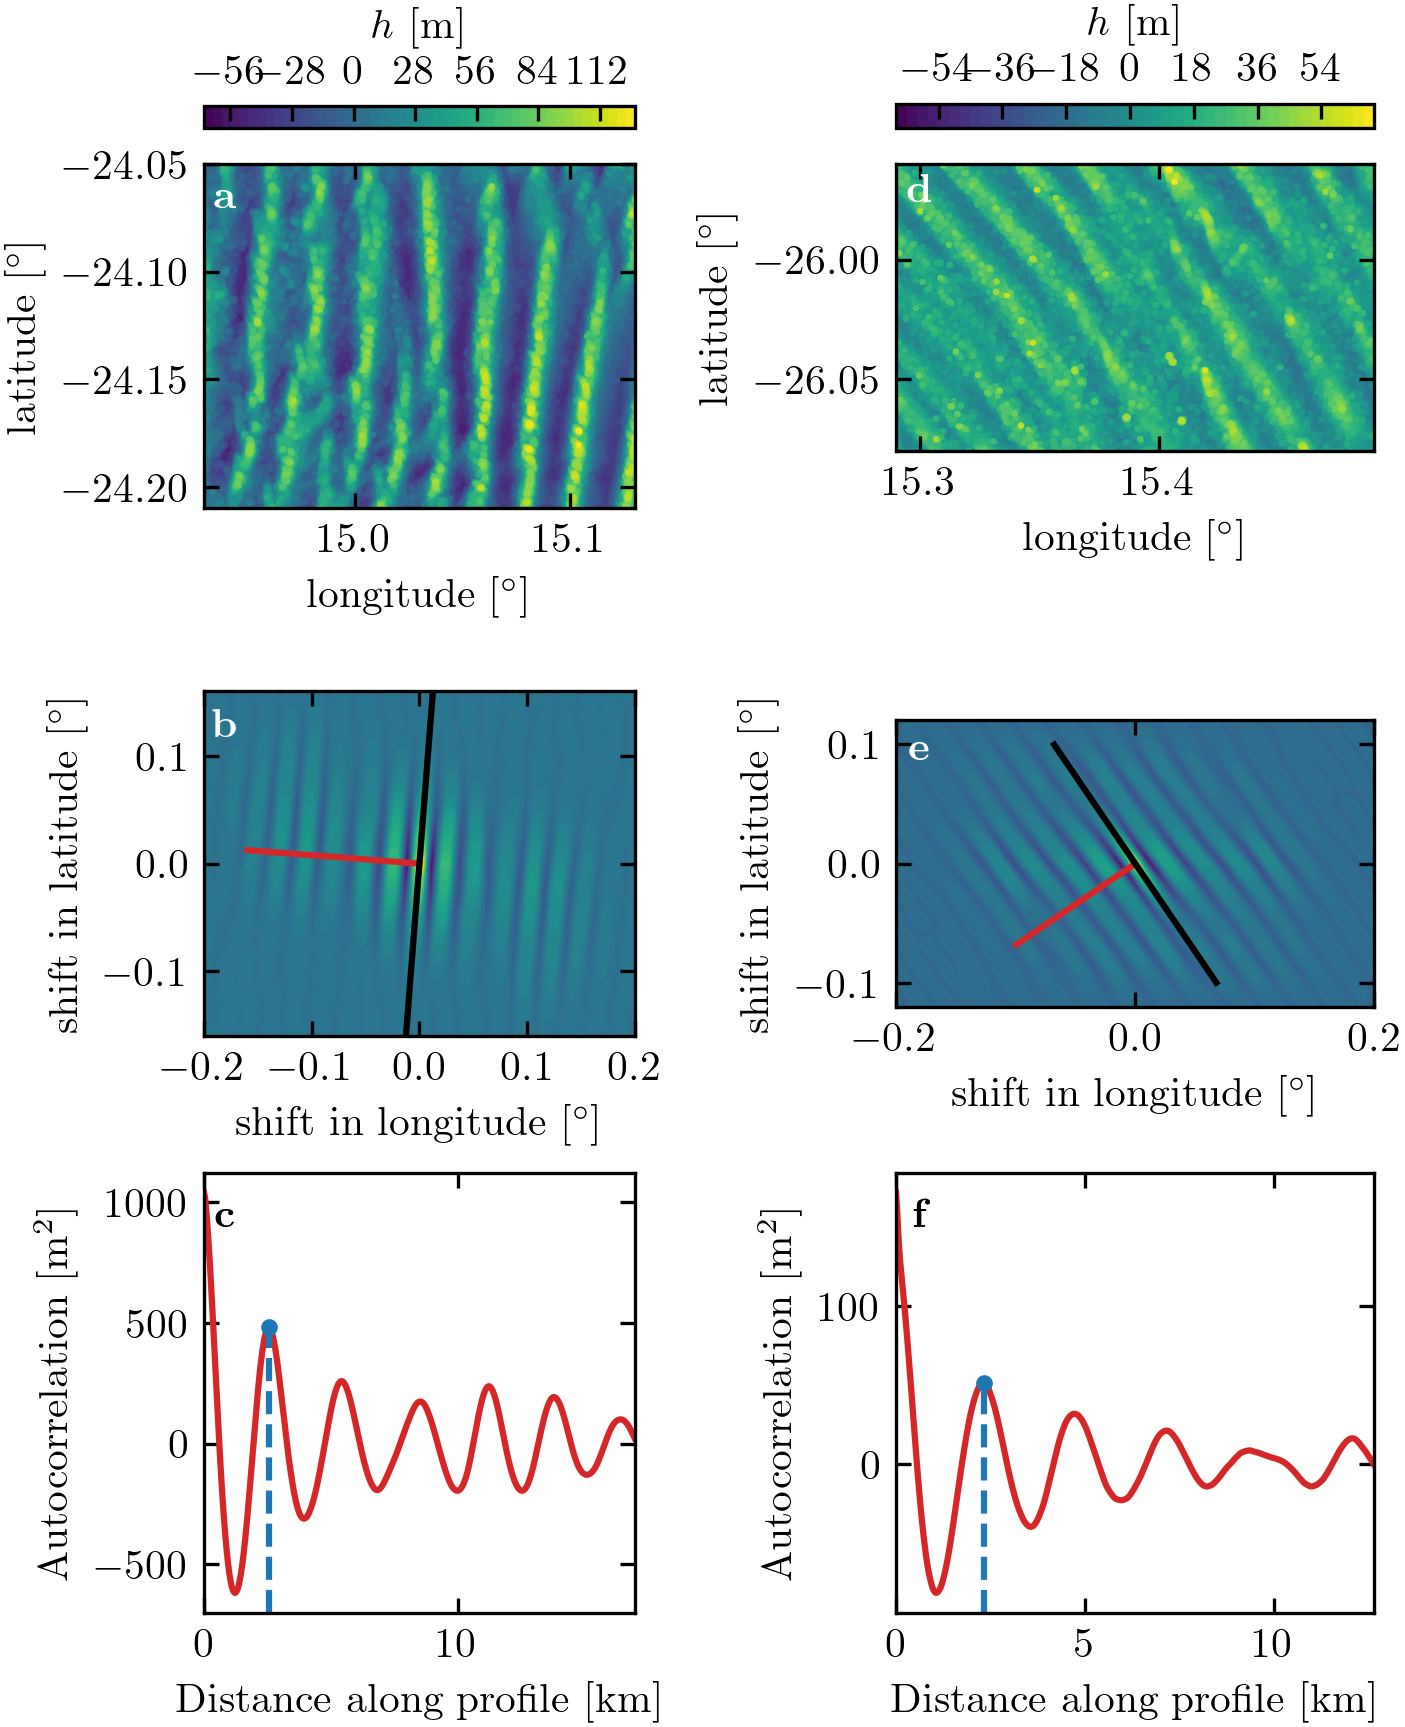 h [m]
−56 −28 0 28 56 84 112
a
−24.05
−24.10
−24.15
−24.20
latitude [°]
15.0 15.1
longitude [°]
h [m]
−54 −36 −18 0 18 36 54
d
−26.00
−26.05
latitude [°]
15.3 15.4
longitude [°]
b
0.1
0.0
−0.1
shift in latitude [°]
−0.2 −0.1 0.0 0.1 0.2
shift in longitude [°]
e
0.1
0.0
−0.1
shift in latitude [°]
−0.2 0.0 0.2
shift in longitude [°]
c
1000
500
0
−500
Autocorrelation [m²]
0 10
Distance along profile [km]
f
100
0
Autocorrelation [m²]
0 5 10
Distance along profile [km]